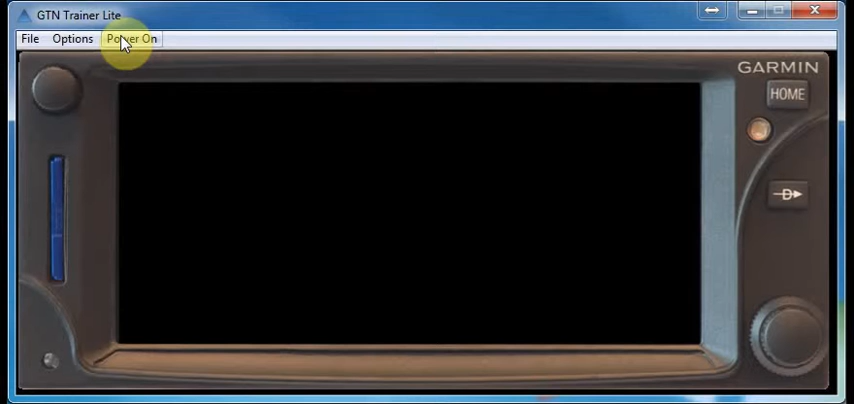 GTN Trainer Lite
File Options Power On
GARMIN
HOME
D